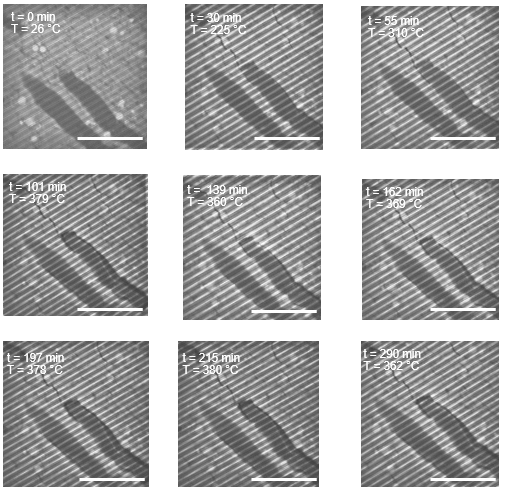 t = 0 min
T = 26 °C
t = 30 min
T = 225 °C
t = 55 min
T = 310 °C
t = 101 min
T = 379 °C
t = 139 min
T = 360 °C
t = 162 min
T = 369 °C
t = 197 min
T = 378 °C
t = 215 min
T = 380 °C
t = 290 min
T = 362 °C